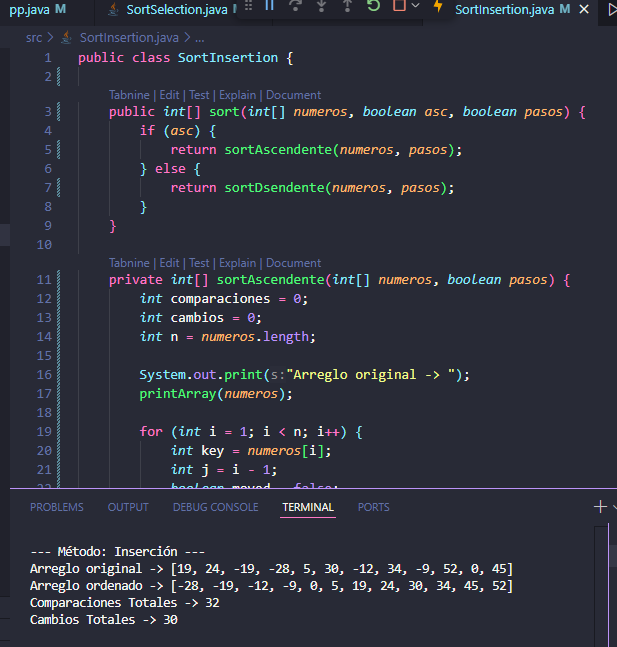 pp.java M SortSelection.java M SortInsertion.java M
src > SortInsertion.java > ...
1 public class SortInsertion {
2
Tabnine | Edit | Test | Explain | Document
3 public int[] sort(int[] numeros, boolean asc, boolean pasos) {
4 if (asc) {
5 return sortAscendente(numeros, pasos);
6 } else {
7 return sortDsendente(numeros, pasos);
8 }
9 }
10
Tabnine | Edit | Test | Explain | Document
11 private int[] sortAscendente(int[] numeros, boolean pasos) {
12 int comparaciones = 0;
13 int cambios = 0;
14 int n = numeros.length;
15
16 System.out.print(s:"Arreglo original -> ");
17 printArray(numeros);
18
19 for (int i = 1; i < n; i++) {
20 int key = numeros[i];
21 int j = i - 1;
22 boolean moved = false;
PROBLEMS OUTPUT DEBUG CONSOLE TERMINAL PORTS
--- Método: Inserción ---
Arreglo original -> [19, 24, -19, -28, 5, 30, -12, 34, -9, 52, 0, 45]
Arreglo ordenado -> [-28, -19, -12, -9, 0, 5, 19, 24, 30, 34, 45, 52]
Comparaciones Totales -> 32
Cambios Totales -> 30